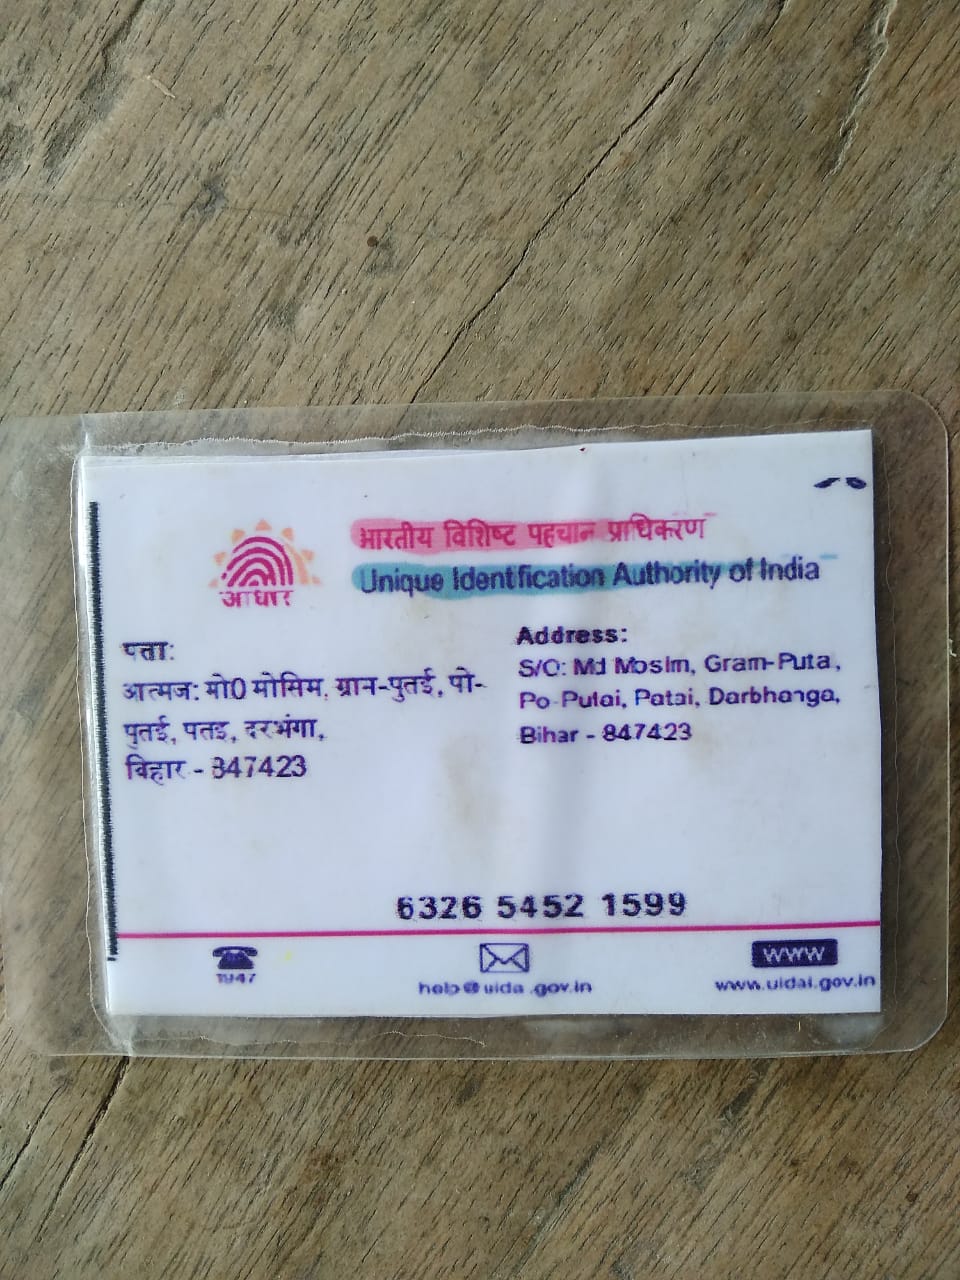 भारतीय विशिष्ट पहचान प्राधिकरण
Unique Identfication Authority of India
आधार
पता:
आत्मज: मो0 मोसिम, ग्राम-पुतई, पो-
पुतई, पतइ, दरभंगा,
बिहार - 847423
Address:
S/O: Md Mosim, Gram-Puta,
Po-Putai, Patai, Darbhanga,
Bihar - 847423
6326 5452 1599
1947
help@uida .gov.in
www
www.uidai.gov.in